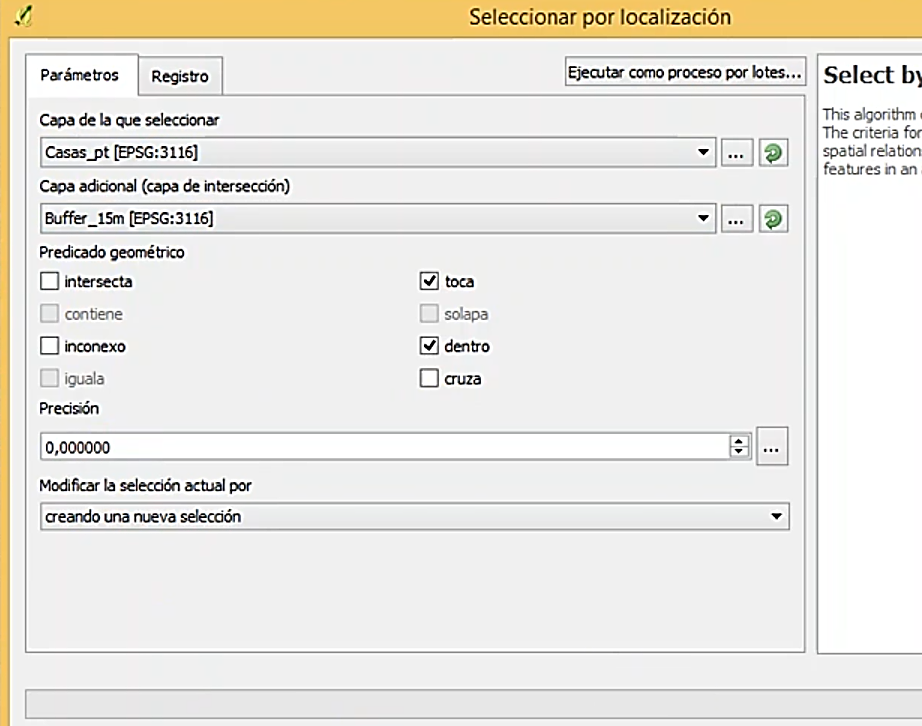 Seleccionar por localización
Parámetros
Registro
Ejecutar como proceso por lotes...
Capa de la que seleccionar
Casas_pt [EPSG:3116]
...
Capa adicional (capa de intersección)
Buffer_15m [EPSG:3116]
...
Predicado geométrico
intersecta
toca
contiene
solapa
inconexo
dentro
iguala
cruza
Precisión
0,000000
...
Modificar la selección actual por
creando una nueva selección
Select by
This algorithm
The criteria for
spatial relation
features in an